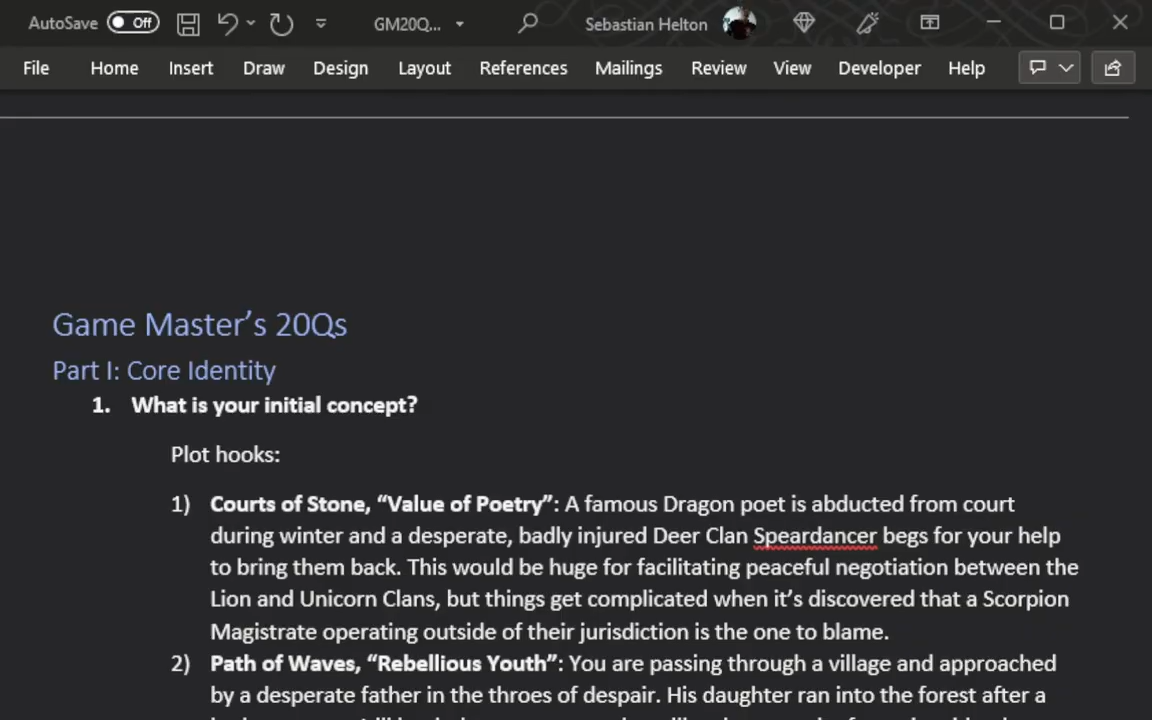 AutoSave Off GM20Q... Sebastian Helton
File Home Insert Draw Design Layout References Mailings Review View Developer Help
Game Master’s 20Qs
Part I: Core Identity
1. What is your initial concept?
Plot hooks:
1) Courts of Stone, “Value of Poetry”: A famous Dragon poet is abducted from court
during winter and a desperate, badly injured Deer Clan Speardancer begs for your help
to bring them back. This would be huge for facilitating peaceful negotiation between the
Lion and Unicorn Clans, but things get complicated when it’s discovered that a Scorpion
Magistrate operating outside of their jurisdiction is the one to blame.
2) Path of Waves, “Rebellious Youth”: You are passing through a village and approached
by a desperate father in the throes of despair. His daughter ran into the forest after a